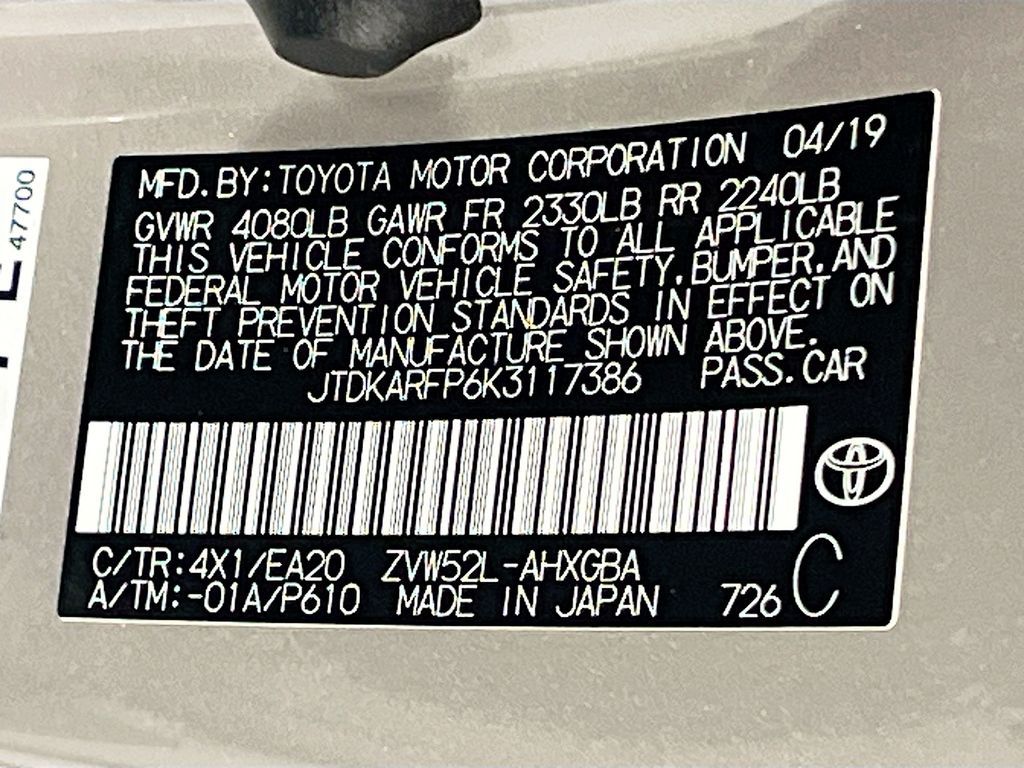 MFD. BY: TOYOTA MOTOR CORPORATION 04/19
GVWR 4080LB GAWR FR 2330LB RR 2240LB
THIS VEHICLE CONFORMS TO ALL APPLICABLE
FEDERAL MOTOR VEHICLE SAFETY, BUMPER, AND
THEFT PREVENTION STANDARDS IN EFFECT ON
THE DATE OF MANUFACTURE SHOWN ABOVE.
JTDKARFP6K3117386 PASS. CAR
C/TR: 4X1/EA20 ZVW52L-AHXGBA
A/TM:-01A/P610 MADE IN JAPAN 726 C
47700